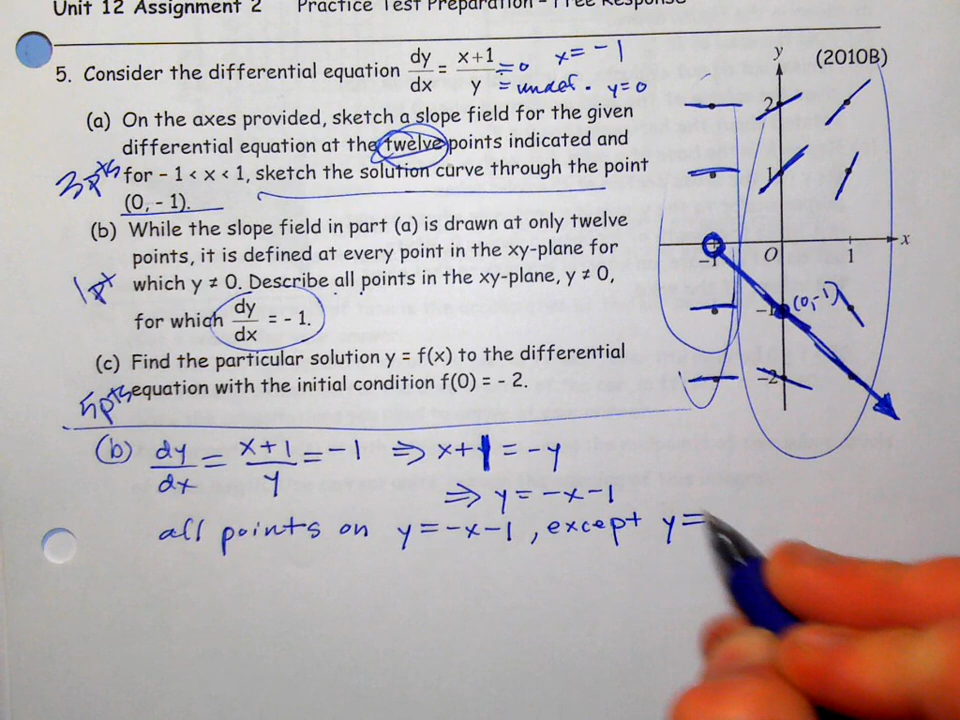 Unit 12 Assignment 2 Practice Test Preparation - Free Response
5. Consider the differential equation dy/dx = x+1/y = 0 x = -1
= undef. y=0
(2010B)
(a) On the axes provided, sketch a slope field for the given
differential equation at the twelve points indicated and
3pts for - 1 < x < 1, sketch the solution curve through the point
(0, - 1).
(b) While the slope field in part (a) is drawn at only twelve
points, it is defined at every point in the xy-plane for
1pt which y ≠ 0. Describe all points in the xy-plane, y ≠ 0,
for which dy/dx = - 1.
(c) Find the particular solution y = f(x) to the differential
5pts equation with the initial condition f(0) = - 2.
y
2
1
x
-1 O 1
-1 (0,-1)
-2
(b) dy/dx = x+1/y = -1 ⇒ x+1 = -y
⇒ y = -x-1
all points on y = -x-1, except y=